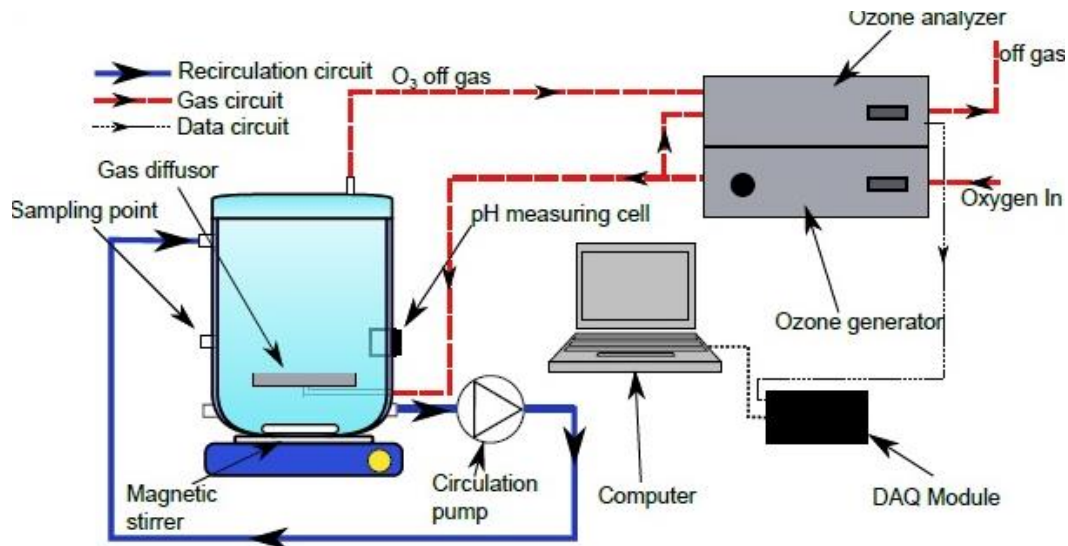 Ozone analyzer
off gas
Recirculation circuit
O₃ off gas
Gas circuit
Data circuit
Gas diffusor
Sampling point
pH measuring cell
Oxygen In
Ozone generator
Magnetic
stirrer
Circulation
pump
Computer
DAQ Module